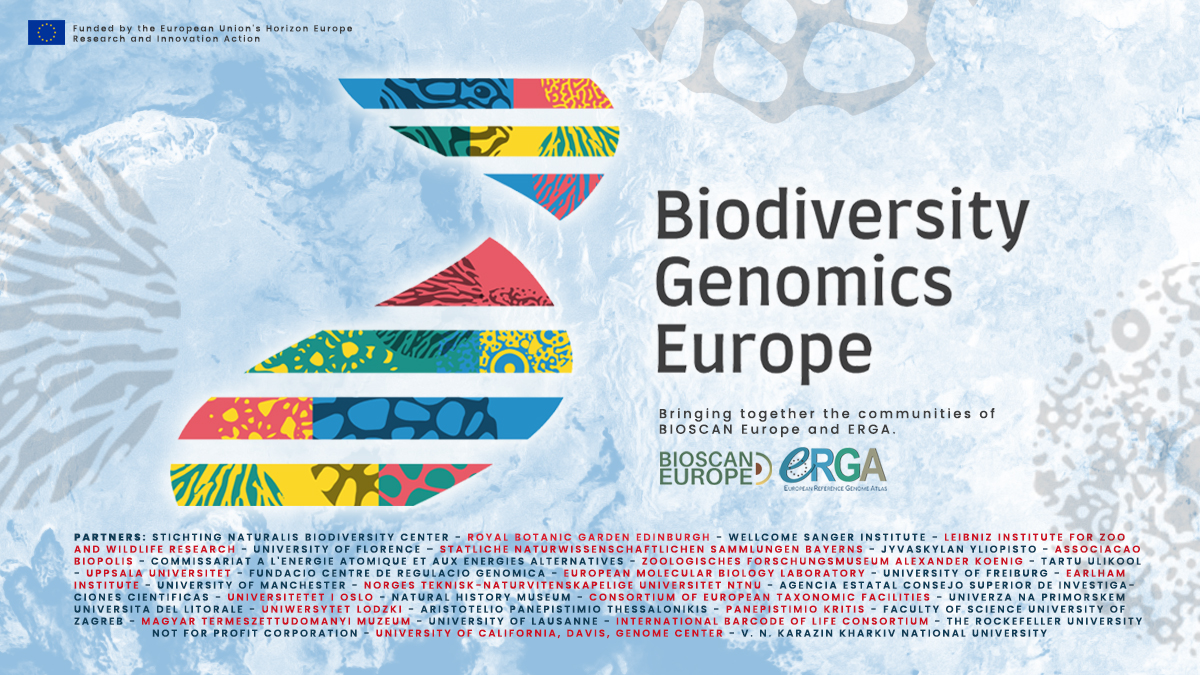 Funded by the European Union's Horizon Europe
Research and Innovation Action
Biodiversity
Genomics
Europe
Bringing together the communities of
BIOSCAN Europe and ERGA.
BIOSCAN
EUROPE
eRGA
EUROPEAN REFERENCE GENOME ATLAS
PARTNERS: STICHTING NATURALIS BIODIVERSITY CENTER - ROYAL BOTANIC GARDEN EDINBURGH - WELLCOME SANGER INSTITUTE - LEIBNIZ INSTITUTE FOR ZOO
AND WILDLIFE RESEARCH - UNIVERSITY OF FLORENCE - STATLICHE NATURWISSENSCHAFTLICHEN SAMMLUNGEN BAYERNS - JYVASKYLAN YLIOPISTO - ASSOCIACAO
BIOPOLIS - COMMISSARIAT A L'ENERGIE ATOMIQUE ET AUX ENERGIES ALTERNATIVES - ZOOLOGISCHES FORSCHUNGSMUSEUM ALEXANDER KOENIG - TARTU ULIKOOL
- UPPSALA UNIVERSITET - FUNDACIO CENTRE DE REGULACIO GENOMICA - EUROPEAN MOLECULAR BIOLOGY LABORATORY - UNIVERSITY OF FREIBURG - EARLHAM
INSTITUTE - UNIVERSITY OF MANCHESTER - NORGES TEKNISK-NATURVITENSKAPELIGE UNIVERSITET NTNU - AGENCIA ESTATAL CONSEJO SUPERIOR DE INVESTIGA-
CIONES CIENTIFICAS - UNIVERSITETET I OSLO - NATURAL HISTORY MUSEUM - CONSORTIUM OF EUROPEAN TAXONOMIC FACILITIES - UNIVERZA NA PRIMORSKEM
UNIVERSITA DEL LITORALE - UNIWERSYTET LODZKI - ARISTOTELIO PANEPISTIMIO THESSALONIKIS - PANEPISTIMIO KRITIS - FACULTY OF SCIENCE UNIVERSITY OF
ZAGREB - MAGYAR TERMESZETTUDOMANYI MUZEUM - UNIVERSITY OF LAUSANNE - INTERNATIONAL BARCODE OF LIFE CONSORTIUM - THE ROCKEFELLER UNIVERSITY
NOT FOR PROFIT CORPORATION - UNIVERSITY OF CALIFORNIA, DAVIS, GENOME CENTER - V. N. KARAZIN KHARKIV NATIONAL UNIVERSITY